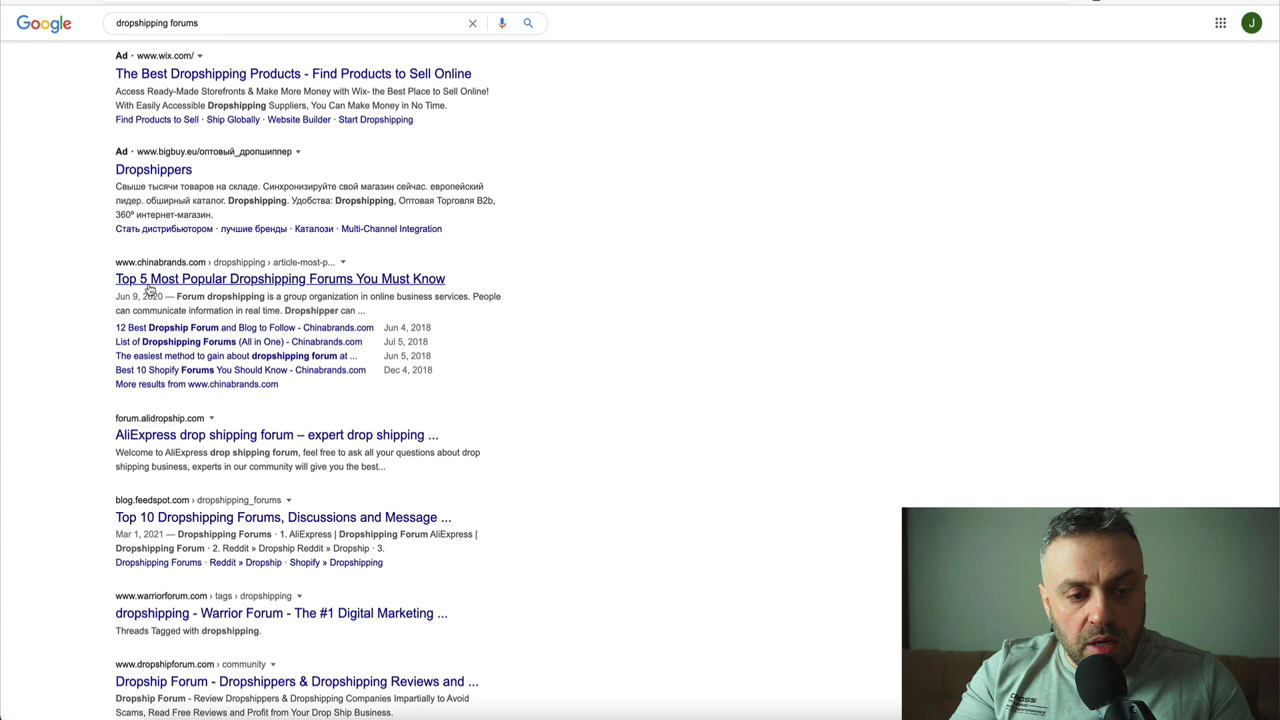 Google
dropshipping forums
J
Ad · www.wix.com/
The Best Dropshipping Products - Find Products to Sell Online
Access Ready-Made Storefronts & Make More Money with Wix- the Best Place to Sell Online!
With Easily Accessible Dropshipping Suppliers, You Can Make Money in No Time.
Find Products to Sell · Ship Globally · Website Builder · Start Dropshipping
Ad · www.bigbuy.eu/оптовый_дропшиппер
Dropshippers
Свыше тысячи товаров на складе. Синхронизируйте свой магазин сейчас. европейский
лидер. обширный каталог. Dropshipping. Удобства: Dropshipping, Оптовая Торговля B2b,
360º интернет-магазин.
Стать дистрибьютором · лучшие бренды · Каталоэи · Multi-Channel Integration
www.chinabrands.com › dropshipping › article-most-p...
Top 5 Most Popular Dropshipping Forums You Must Know
Jun 9, 2020 — Forum dropshipping is a group organization in online business services. People
can communicate information in real time. Dropshipper can ...
12 Best Dropship Forum and Blog to Follow - Chinabrands.com Jun 4, 2018
List of Dropshipping Forums (All in One) - Chinabrands.com Jul 5, 2018
The easiest method to gain about dropshipping forum at ... Jun 5, 2018
Best 10 Shopify Forums You Should Know - Chinabrands.com Dec 4, 2018
More results from www.chinabrands.com
forum.alidropship.com
AliExpress drop shipping forum – expert drop shipping ...
Welcome to AliExpress drop shipping forum, feel free to ask all your questions about drop
shipping business, experts in our community will give you the best...
blog.feedspot.com › dropshipping_forums
Top 10 Dropshipping Forums, Discussions and Message ...
Mar 1, 2021 — Dropshipping Forums · 1. AliExpress | Dropshipping Forum AliExpress |
Dropshipping Forum · 2. Reddit » Dropship Reddit » Dropship · 3.
Dropshipping Forums · Reddit » Dropship · Shopify » Dropshipping
www.warriorforum.com › tags › dropshipping
dropshipping - Warrior Forum - The #1 Digital Marketing ...
Threads Tagged with dropshipping.
www.dropshipforum.com › community
Dropship Forum - Dropshippers & Dropshipping Reviews and ...
Dropship Forum - Review Dropshippers & Dropshipping Companies Impartially to Avoid
Scams, Read Free Reviews and Profit from Your Drop Ship Business.